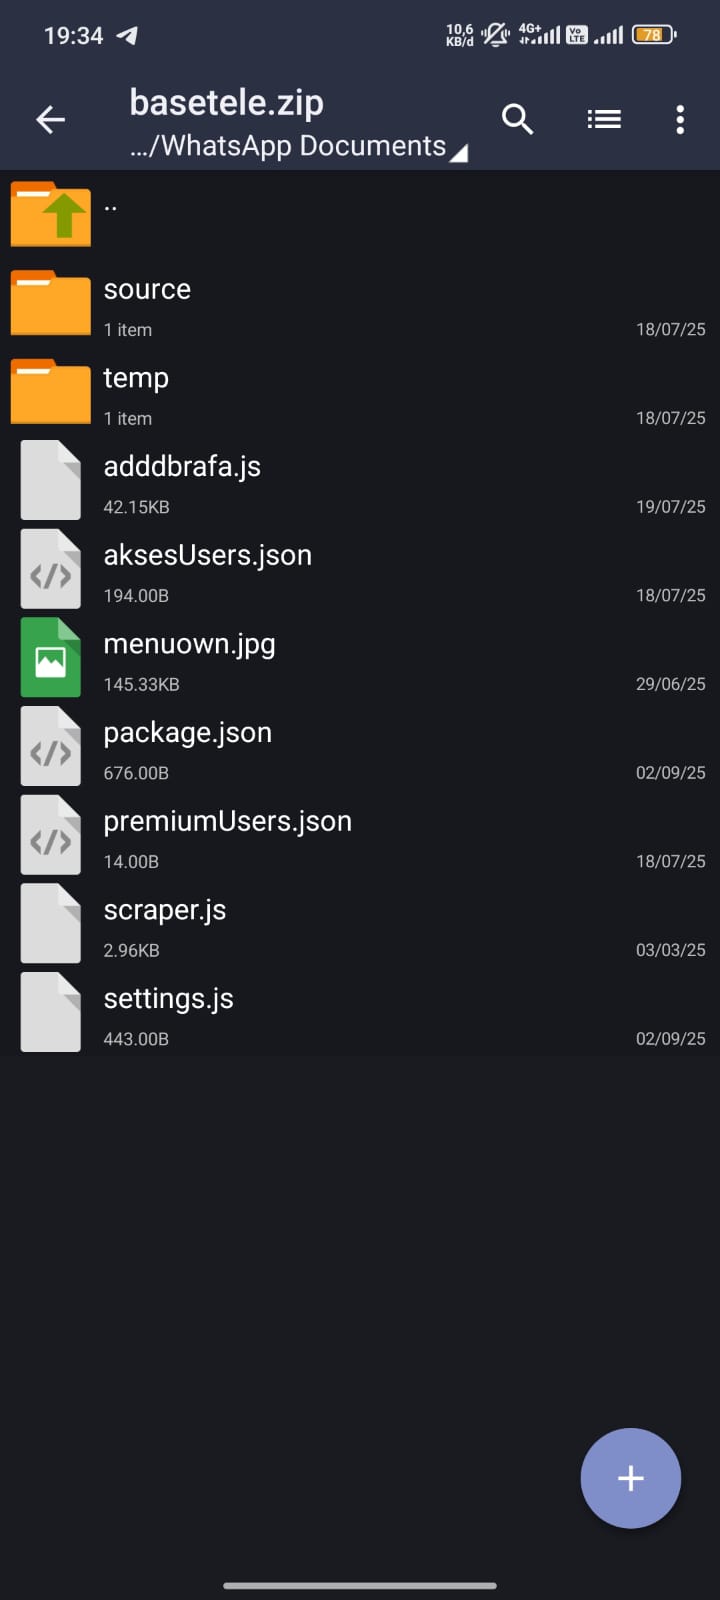 19:34
10,6
KB/d
4G+
Vo
LTE
78
basetele.zip
.../WhatsApp Documents
..
source
1 item
18/07/25
temp
1 item
18/07/25
adddbrafa.js
42.15KB
19/07/25
aksesUsers.json
194.00B
18/07/25
menuown.jpg
145.33KB
29/06/25
package.json
676.00B
02/09/25
premiumUsers.json
14.00B
18/07/25
scraper.js
2.96KB
03/03/25
settings.js
443.00B
02/09/25